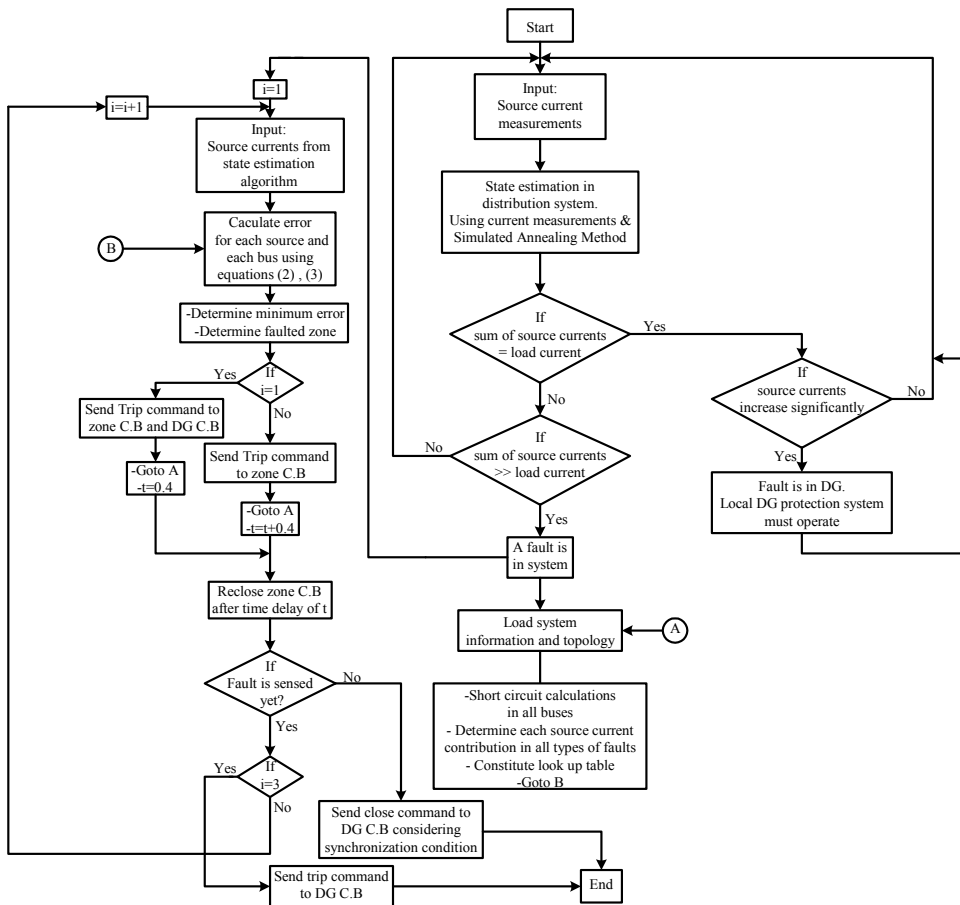 Start
Input:
Source current
measurements
State estimation in
distribution system.
Using current measurements &
Simulated Annealing Method
If
sum of source currents
= load current
Yes
No
If
source currents
increase significantly
No
Yes
Fault is in DG.
Local DG protection system
must operate
If
sum of source currents
>> load current
No
Yes
A fault is
in system
Load system
information and topology
A
-Short circuit calculations
in all buses
- Determine each source current
contribution in all types of faults
- Constitute look up table
-Goto B
i=1
i=i+1
Input:
Source currents from
state estimation
algorithm
Caculate error
for each source and
each bus using
equations (2) , (3)
B
-Determine minimum error
-Determine faulted zone
If
i=1
Yes
No
Send Trip command to
zone C.B and DG C.B
-Goto A
-t=0.4
Send Trip command
to zone C.B
-Goto A
-t=t+0.4
Reclose zone C.B
after time delay of t
If
Fault is sensed
yet?
No
Yes
If
i=3
Yes
No
Send close command to
DG C.B considering
synchronization condition
Send trip command
to DG C.B
End